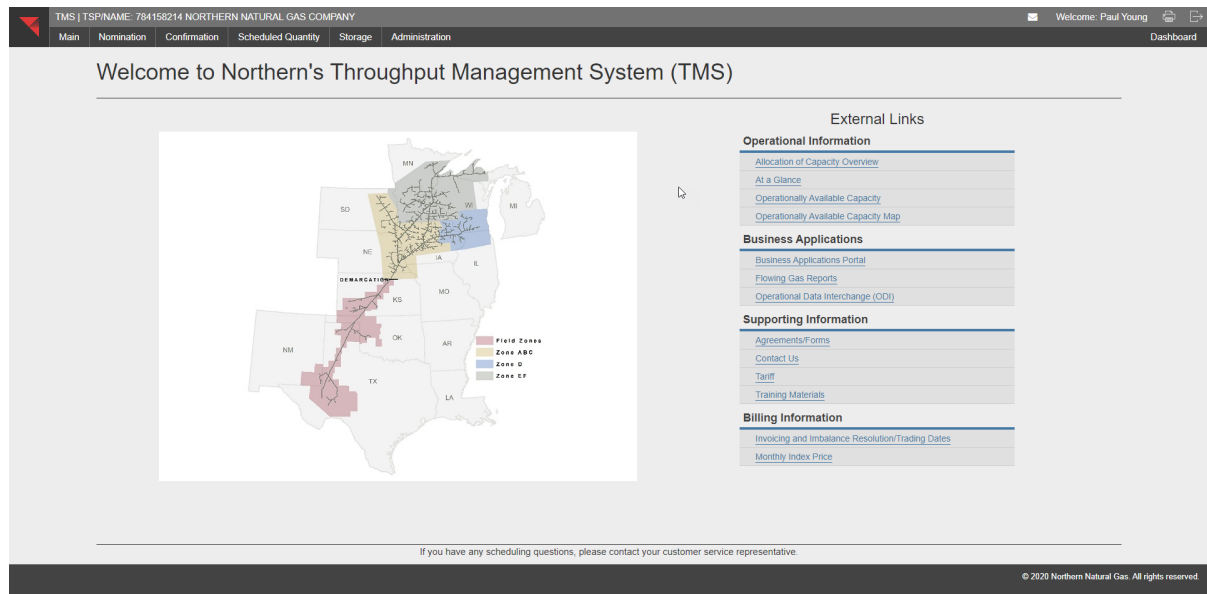 TMS | TSP/NAME: 784158214 NORTHERN NATURAL GAS COMPANY
Welcome: Paul Young
Main Nomination Confirmation Scheduled Quantity Storage Administration
Dashboard
Welcome to Northern's Throughput Management System (TMS)
MN
SD
WI
MI
NE
IA
IL
DEMARCATION
KS
MO
OK
AR
NM
TX
LA
Field Zones
Zone ABC
Zone D
Zone EF
External Links
Operational Information
Allocation of Capacity Overview
At a Glance
Operationally Available Capacity
Operationally Available Capacity Map
Business Applications
Business Applications Portal
Flowing Gas Reports
Operational Data Interchange (ODI)
Supporting Information
Agreements/Forms
Contact Us
Tariff
Training Materials
Billing Information
Invoicing and Imbalance Resolution/Trading Dates
Monthly Index Price
If you have any scheduling questions, please contact your customer service representative.
© 2020 Northern Natural Gas. All rights reserved.